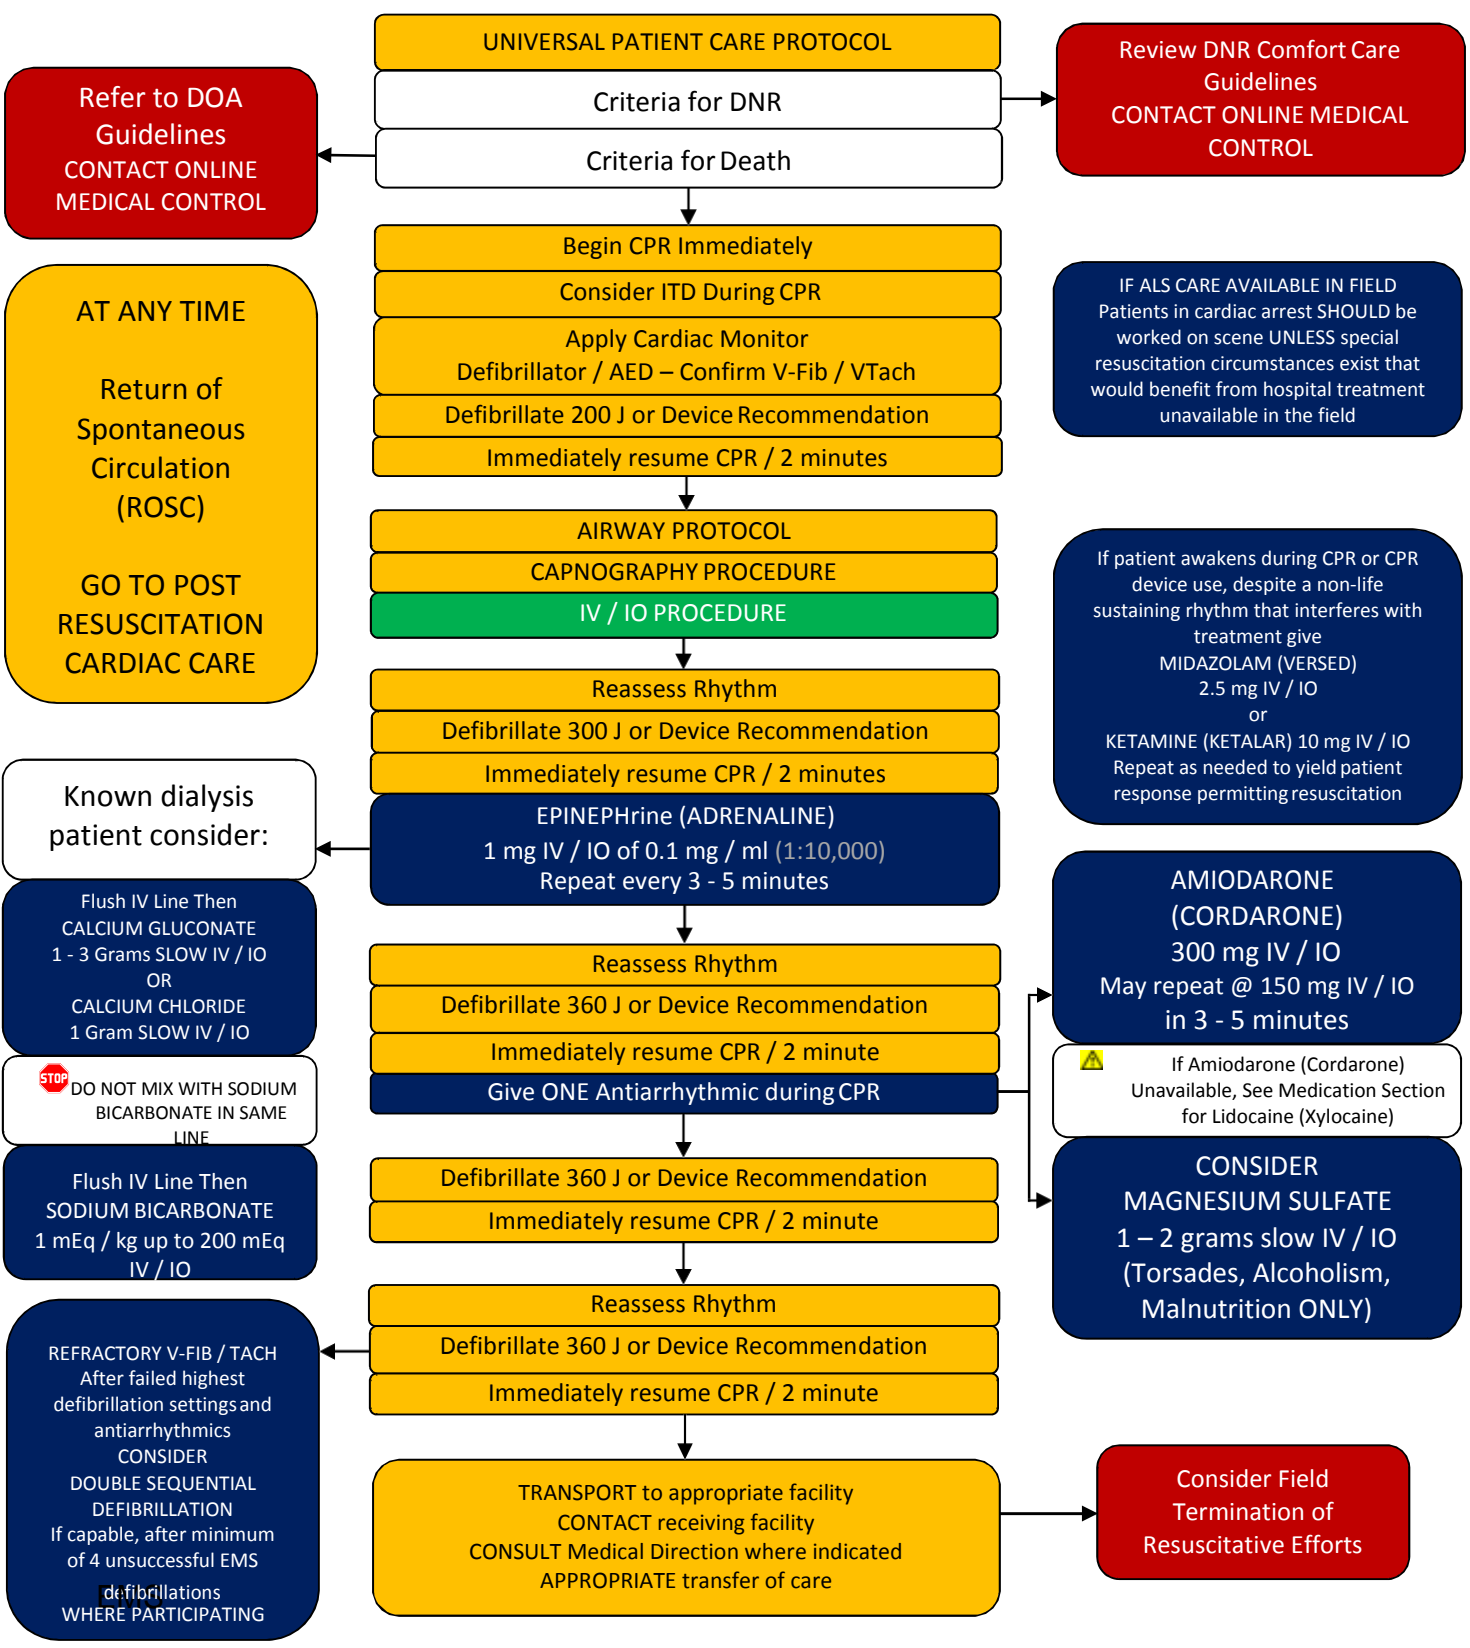 UNIVERSAL PATIENT CARE PROTOCOL
Criteria for DNR
Criteria for Death
Review DNR Comfort Care
Guidelines
CONTACT ONLINE MEDICAL
CONTROL
Refer to DOA
Guidelines
CONTACT ONLINE
MEDICAL CONTROL
Begin CPR Immediately
Consider ITD During CPR
Apply Cardiac Monitor
Defibrillator / AED – Confirm V-Fib / VTach
Defibrillate 200 J or Device Recommendation
Immediately resume CPR / 2 minutes
AT ANY TIME
Return of
Spontaneous
Circulation
(ROSC)
GO TO POST
RESUSCITATION
CARDIAC CARE
IF ALS CARE AVAILABLE IN FIELD
Patients in cardiac arrest SHOULD be
worked on scene UNLESS special
resuscitation circumstances exist that
would benefit from hospital treatment
unavailable in the field
AIRWAY PROTOCOL
CAPNOGRAPHY PROCEDURE
IV / IO PROCEDURE
If patient awakens during CPR or CPR
device use, despite a non-life
sustaining rhythm that interferes with
treatment give
MIDAZOLAM (VERSED)
2.5 mg IV / IO
or
KETAMINE (KETALAR) 10 mg IV / IO
Repeat as needed to yield patient
response permitting resuscitation
Reassess Rhythm
Defibrillate 300 J or Device Recommendation
Immediately resume CPR / 2 minutes
EPINEPHrine (ADRENALINE)
1 mg IV / IO of 0.1 mg / ml (1:10,000)
Repeat every 3 - 5 minutes
Known dialysis
patient consider:
Flush IV Line Then
CALCIUM GLUCONATE
1 - 3 Grams SLOW IV / IO
OR
CALCIUM CHLORIDE
1 Gram SLOW IV / IO
STOP
DO NOT MIX WITH SODIUM
BICARBONATE IN SAME
LINE
Flush IV Line Then
SODIUM BICARBONATE
1 mEq / kg up to 200 mEq
IV / IO
Reassess Rhythm
Defibrillate 360 J or Device Recommendation
Immediately resume CPR / 2 minute
Give ONE Antiarrhythmic during CPR
AMIODARONE
(CORDARONE)
300 mg IV / IO
May repeat @ 150 mg IV / IO
in 3 - 5 minutes
If Amiodarone (Cordarone)
Unavailable, See Medication Section
for Lidocaine (Xylocaine)
CONSIDER
MAGNESIUM SULFATE
1 – 2 grams slow IV / IO
(Torsades, Alcoholism,
Malnutrition ONLY)
Defibrillate 360 J or Device Recommendation
Immediately resume CPR / 2 minute
Reassess Rhythm
Defibrillate 360 J or Device Recommendation
Immediately resume CPR / 2 minute
REFRACTORY V-FIB / TACH
After failed highest
defibrillation settings and
antiarrhythmics
CONSIDER
DOUBLE SEQUENTIAL
DEFIBRILLATION
If capable, after minimum
of 4 unsuccessful EMS
defibrillations
EMS
WHERE PARTICIPATING
TRANSPORT to appropriate facility
CONTACT receiving facility
CONSULT Medical Direction where indicated
APPROPRIATE transfer of care
Consider Field
Termination of
Resuscitative Efforts